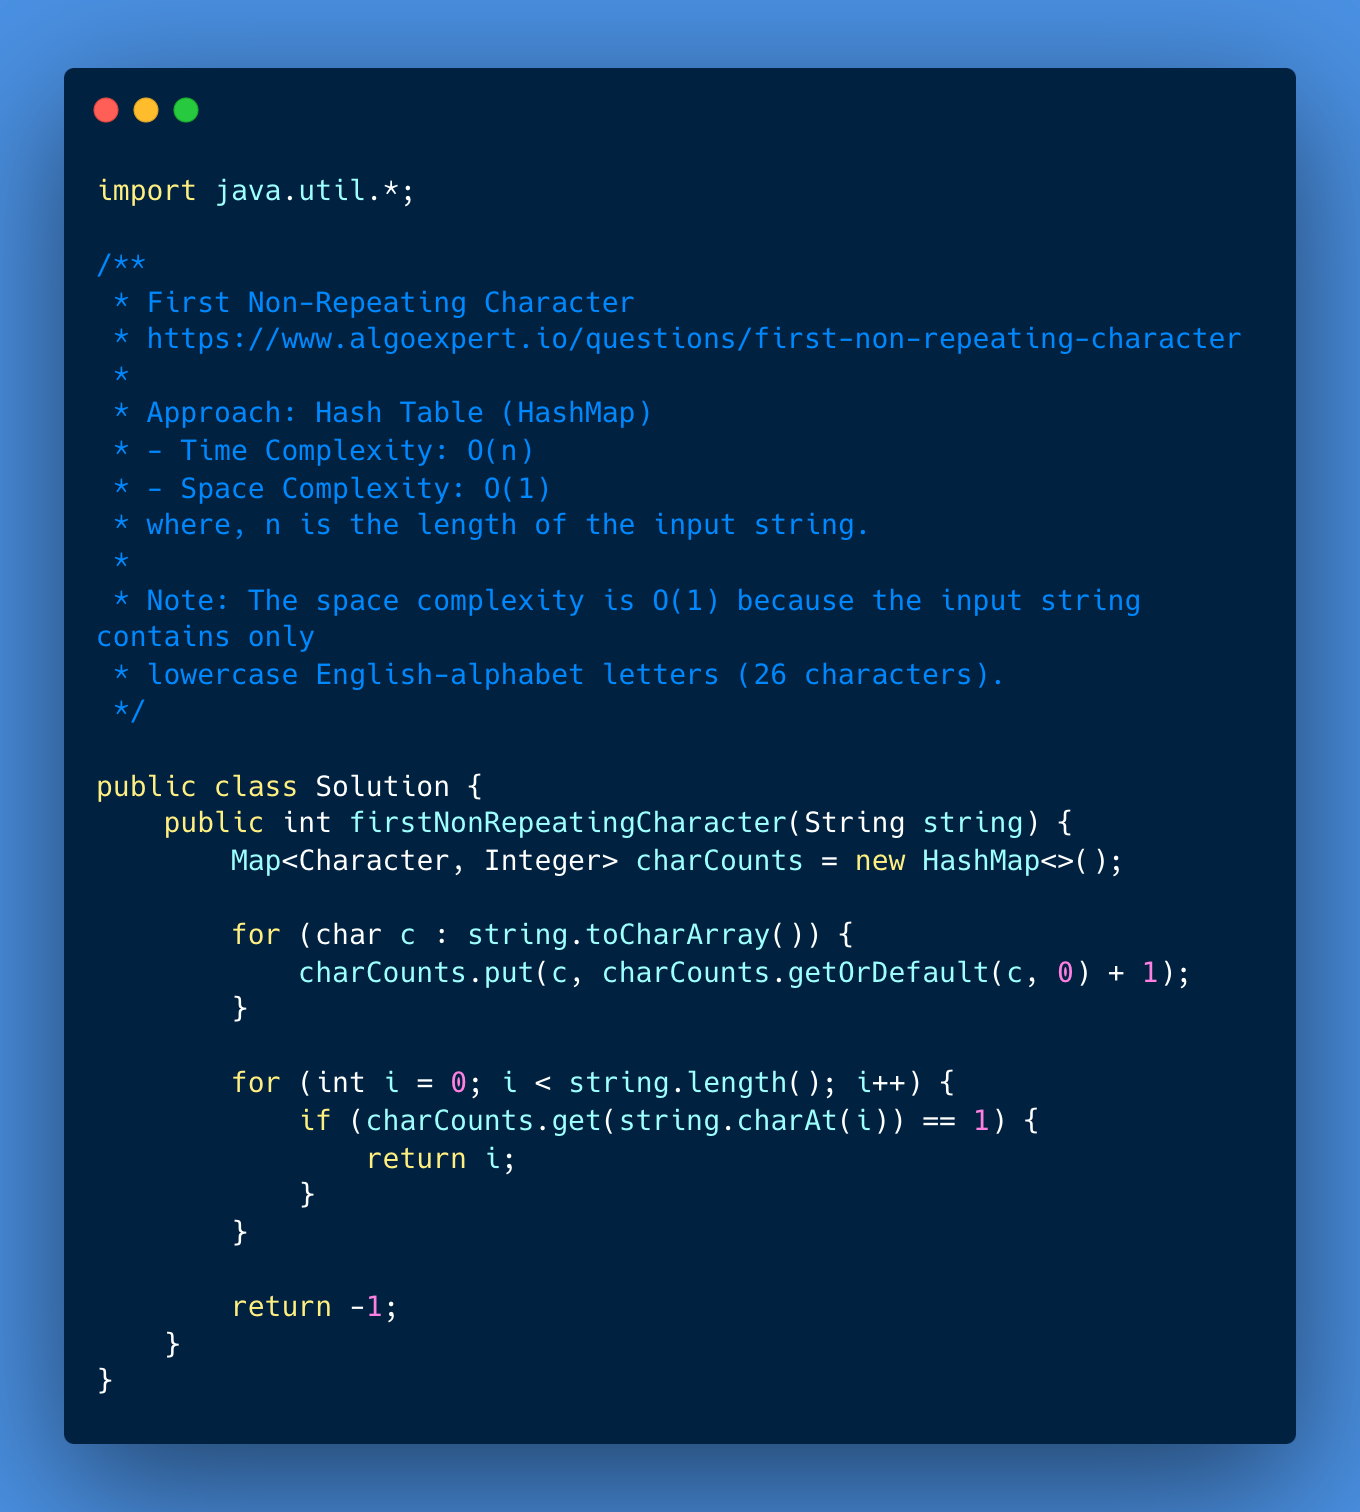 import java.util.*;

/**
 * First Non-Repeating Character
 * https://www.algoexpert.io/questions/first-non-repeating-character
 *
 * Approach: Hash Table (HashMap)
 * - Time Complexity: O(n)
 * - Space Complexity: O(1)
 * where, n is the length of the input string.
 *
 * Note: The space complexity is O(1) because the input string
contains only
 * lowercase English-alphabet letters (26 characters).
 */

public class Solution {
    public int firstNonRepeatingCharacter(String string) {
        Map<Character, Integer> charCounts = new HashMap<>();

        for (char c : string.toCharArray()) {
            charCounts.put(c, charCounts.getOrDefault(c, 0) + 1);
        }

        for (int i = 0; i < string.length(); i++) {
            if (charCounts.get(string.charAt(i)) == 1) {
                return i;
            }
        }

        return -1;
    }
}